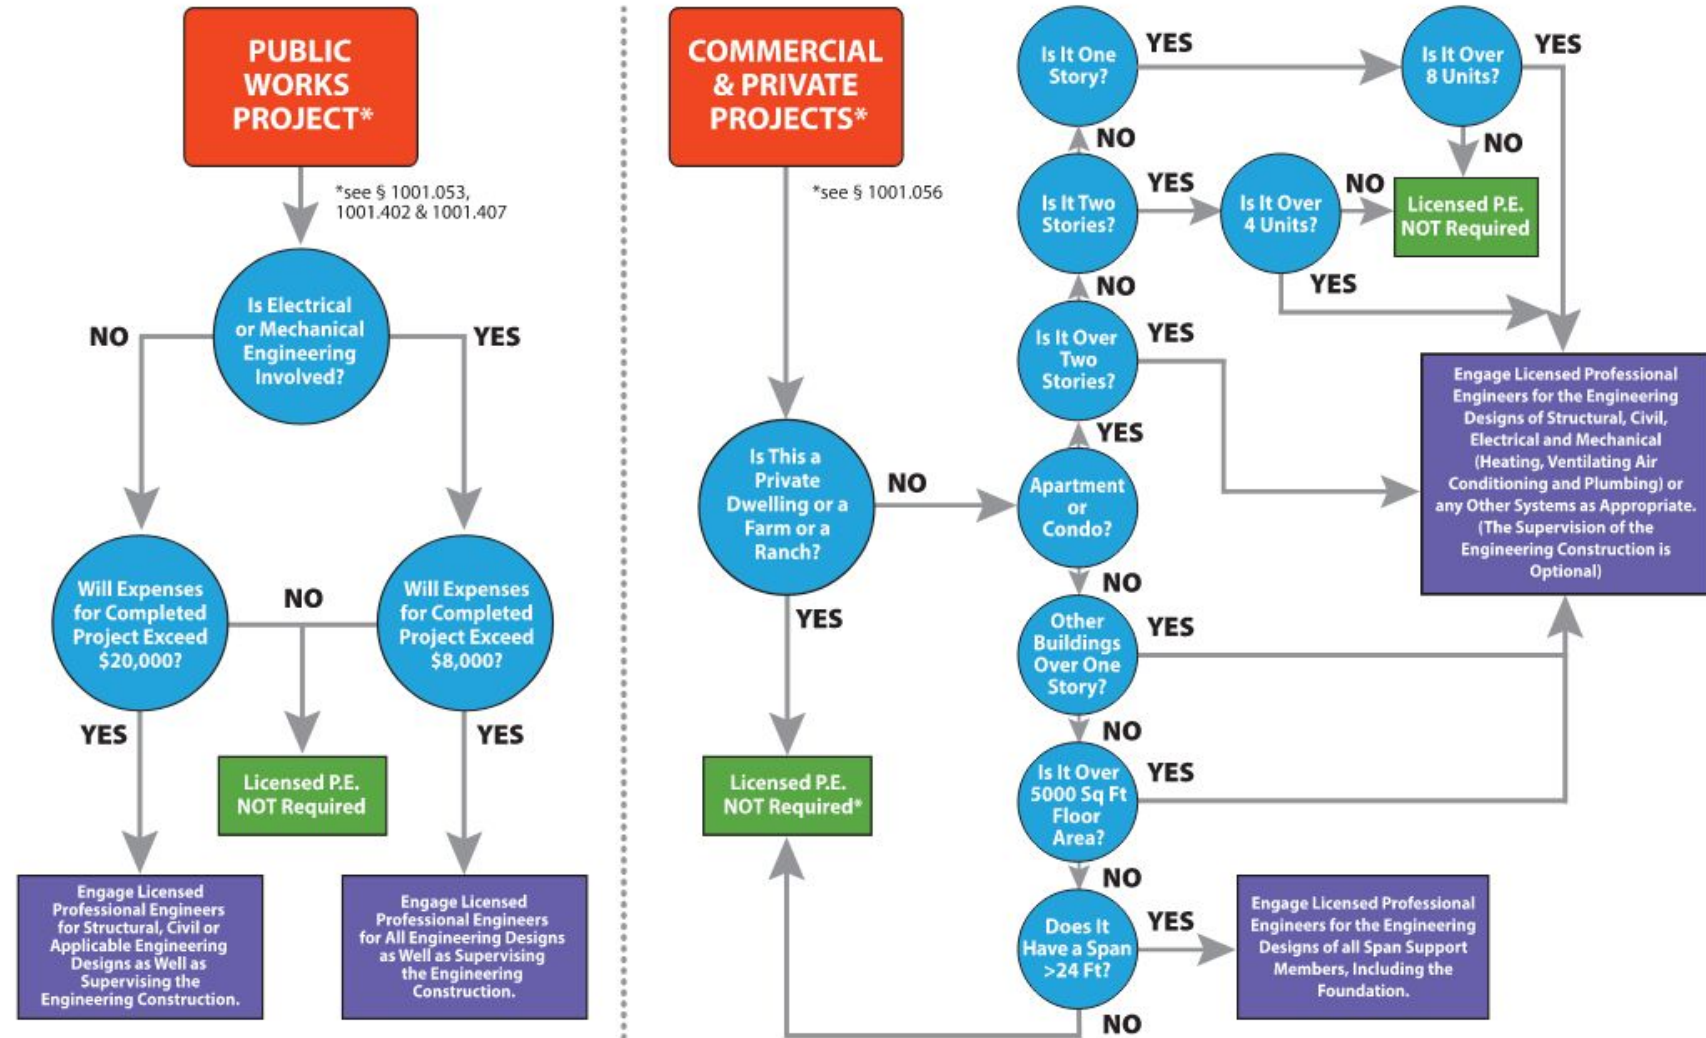 PUBLIC
WORKS
PROJECT*
*see § 1001.053,
1001.402 & 1001.407
Is Electrical
or Mechanical
Engineering
Involved?
NO
YES
Will Expenses
for Completed
Project Exceed
$20,000?
NO
Will Expenses
for Completed
Project Exceed
$8,000?
YES
YES
Licensed P.E.
NOT Required
Engage Licensed
Professional Engineers
for Structural, Civil or
Applicable Engineering
Designs as Well as
Supervising the
Engineering Construction.
Engage Licensed
Professional Engineers
for All Engineering Designs
as Well as Supervising
the Engineering
Construction.
COMMERCIAL
& PRIVATE
PROJECTS*
*see § 1001.056
Is This a
Private
Dwelling or a
Farm or a
Ranch?
NO
YES
Licensed P.E.
NOT Required*
Is It One
Story?
YES
Is It Over
8 Units?
YES
NO
NO
Is It Two
Stories?
YES
Is It Over
4 Units?
NO
Licensed P.E.
NOT Required
YES
NO
Is It Over
Two
Stories?
YES
YES
Apartment
or
Condo?
NO
Engage Licensed Professional
Engineers for the Engineering
Designs of Structural, Civil,
Electrical and Mechanical
(Heating, Ventilating Air
Conditioning and Plumbing) or
any Other Systems as Appropriate.
(The Supervision of the
Engineering Construction is
Optional)
Other
Buildings
Over One
Story?
YES
NO
Is It Over
5000 Sq Ft
Floor
Area?
YES
NO
Does It
Have a Span
>24 Ft?
YES
NO
Engage Licensed Professional
Engineers for the Engineering
Designs of all Span Support
Members, Including the
Foundation.